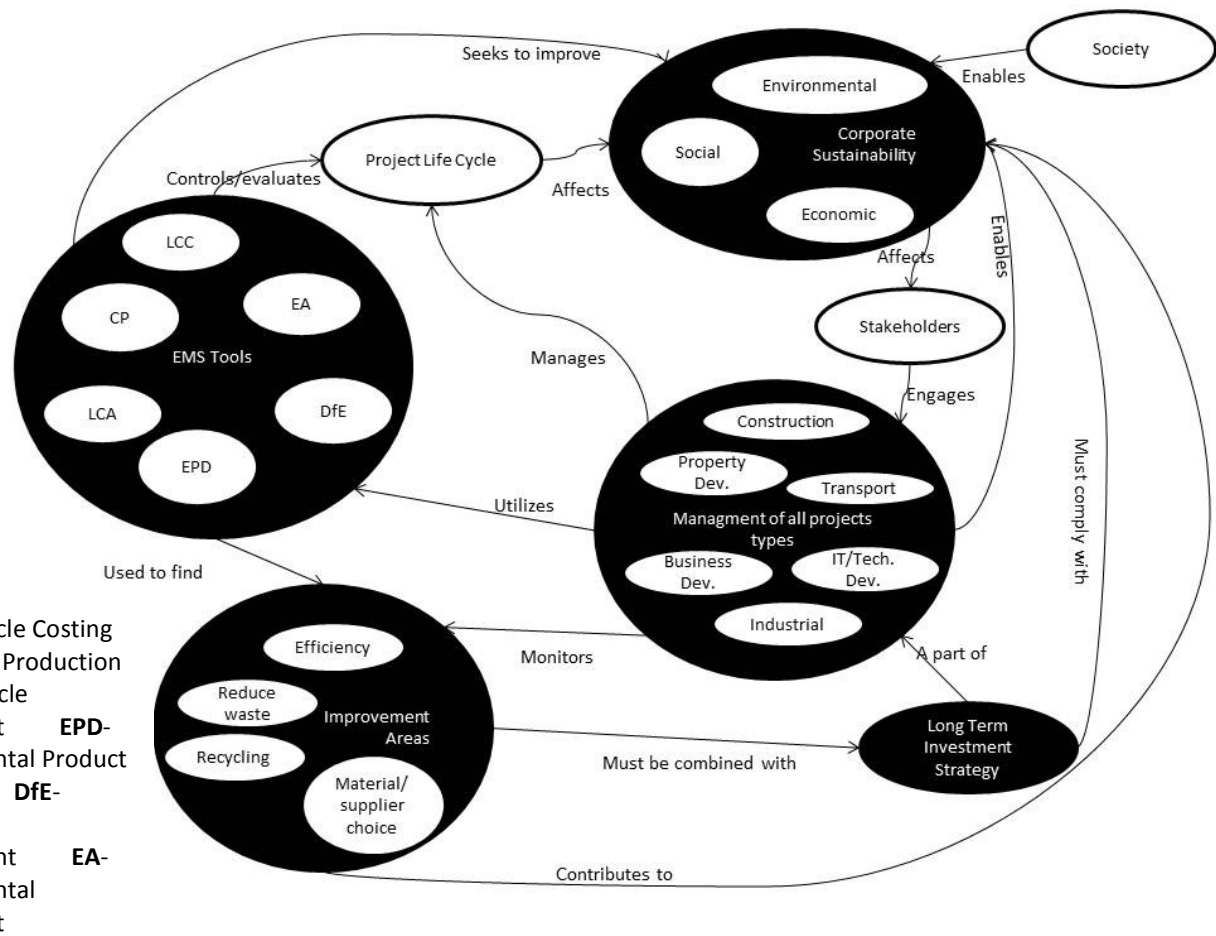 Society
Seeks to improve
Enables
Environmental
Corporate
Sustainability
Social
Economic
Project Life Cycle
Controls/evaluates
Affects
Affects
Enables
Stakeholders
Engages
LCC
EA
CP
EMS Tools
LCA
DfE
EPD
Manages
Utilizes
Construction
Property
Dev.
Transport
Managment of all projects
types
Business
Dev.
IT/Tech.
Dev.
Industrial
Must comply with
Used to find
Monitors
A part of
Efficiency
Reduce
waste
Improvement
Areas
Recycling
Material/
supplier
choice
Must be combined with
Long Term
Investment
Strategy
Contributes to
cle Costing
Production
cle
t EPD-
ntal Product
DfE-
nt EA-
ntal
t